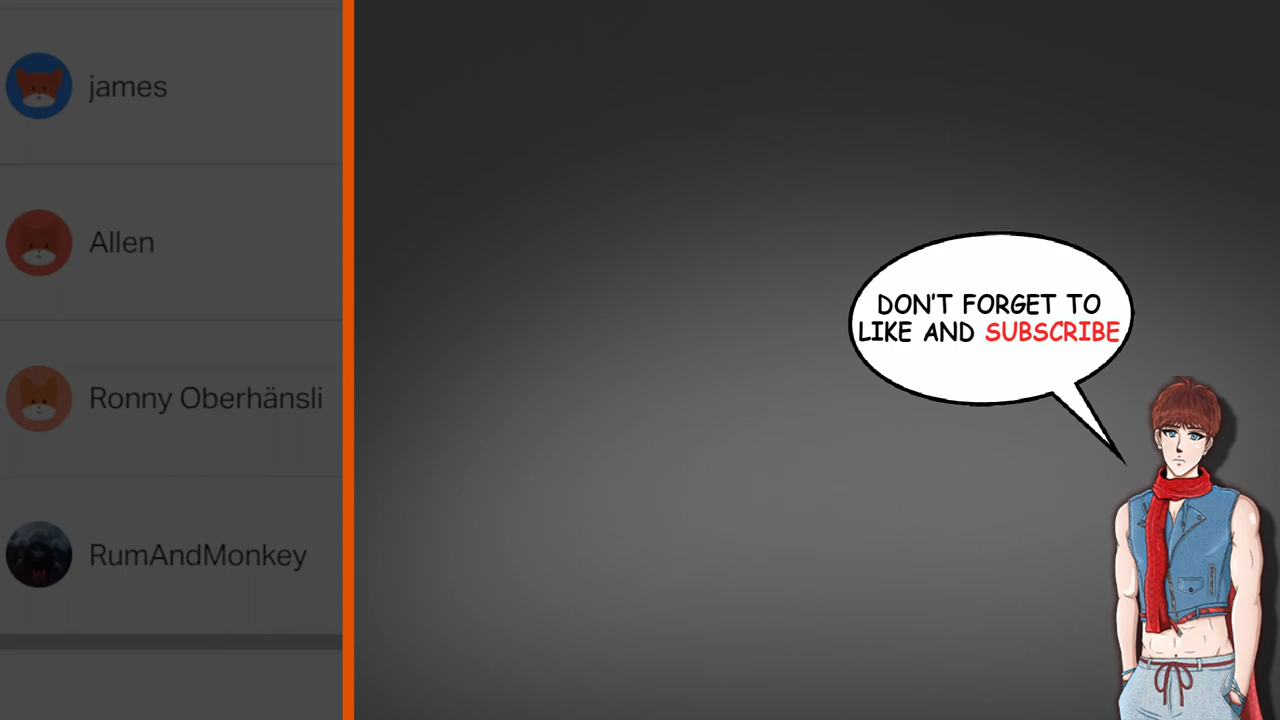 james
Allen
Ronny Oberhänsli
RumAndMonkey
DON'T FORGET TO
LIKE AND SUBSCRIBE